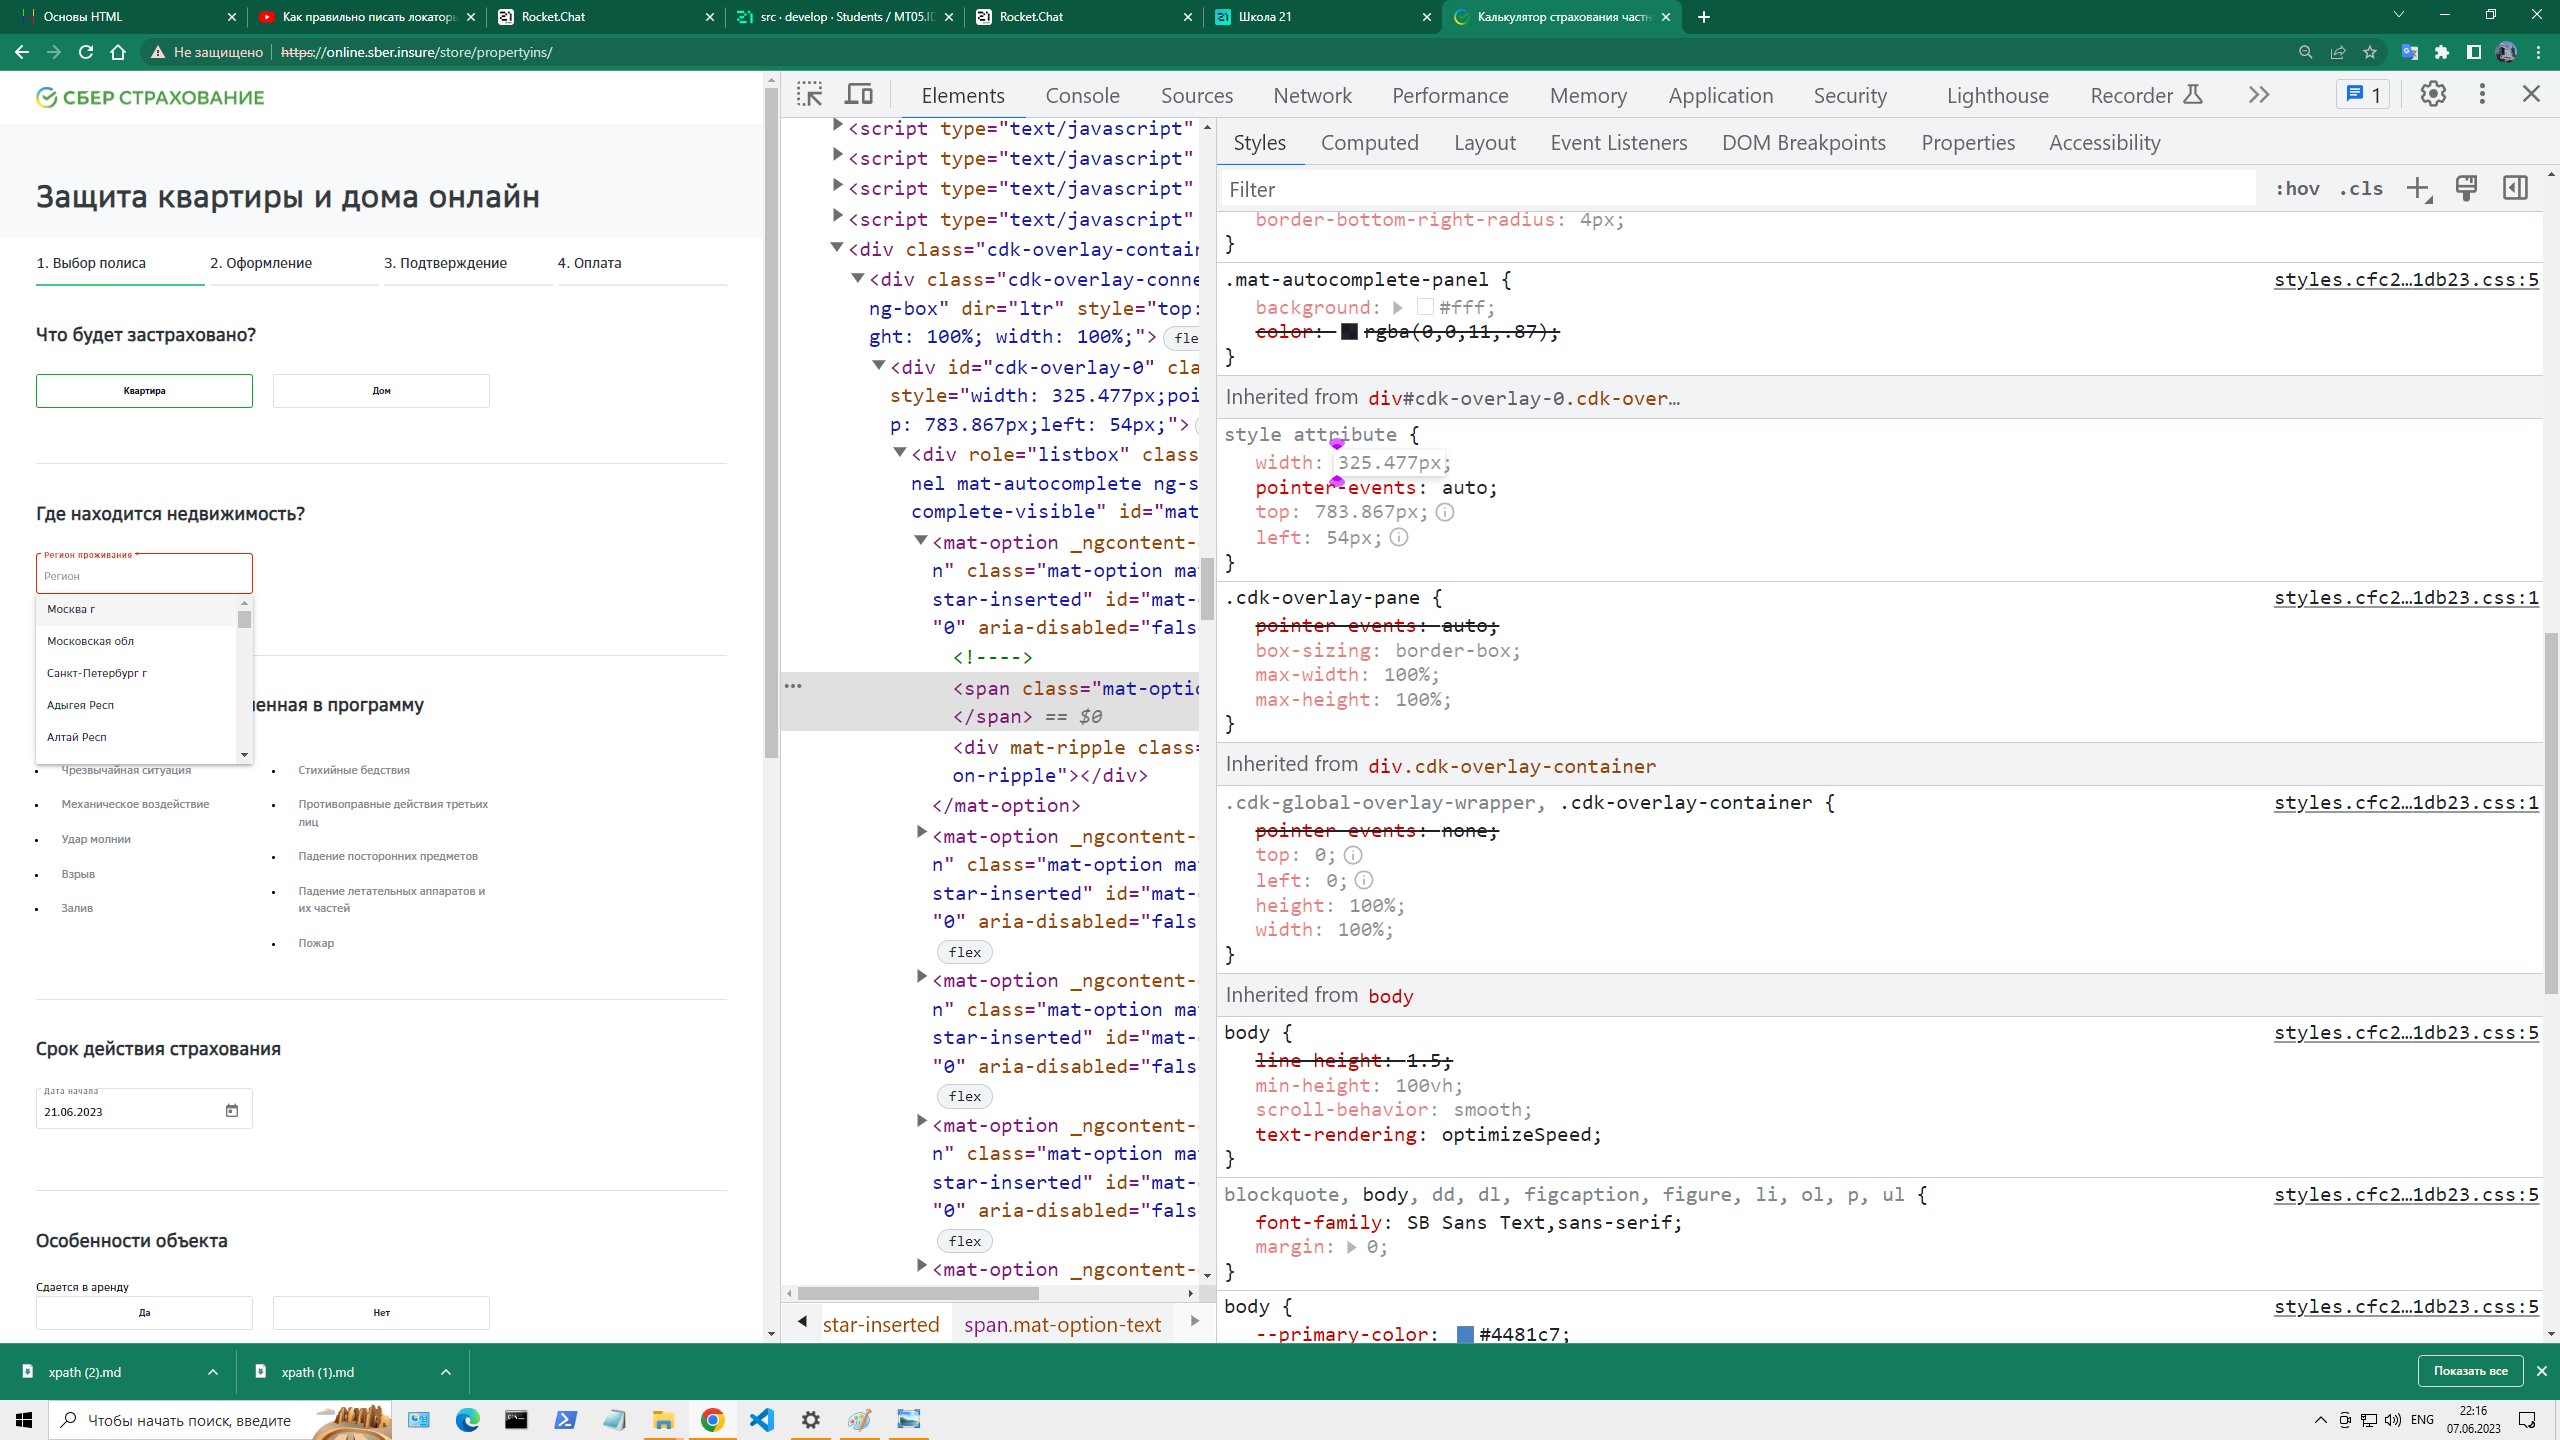 Основы HTML
Как правильно писать локаторы
Rocket.Chat
src · develop · Students / MT05.ID
Rocket.Chat
Школа 21
Калькулятор страхования частн
Не защищено
https://online.sber.insure/store/propertyins/
СБЕР СТРАХОВАНИЕ
Защита квартиры и дома онлайн
1. Выбор полиса
2. Оформление
3. Подтверждение
4. Оплата
Что будет застраховано?
Квартира
Дом
Где находится недвижимость?
Регион проживания *
Регион
Москва г
Московская обл
Санкт-Петербург г
Адыгея Респ
Алтай Респ
енная в программу
Чрезвычайная ситуация
Механическое воздействие
Удар молнии
Взрыв
Залив
Стихийные бедствия
Противоправные действия третьих
лиц
Падение посторонних предметов
Падение летательных аппаратов и
их частей
Пожар
Срок действия страхования
Дата начала
21.06.2023
Особенности объекта
Сдается в аренду
Да
Нет
Elements
Console
Sources
Network
Performance
Memory
Application
Security
Lighthouse
Recorder
1
<script type="text/javascript"
<script type="text/javascript"
<script type="text/javascript"
<script type="text/javascript"
<div class="cdk-overlay-contain
<div class="cdk-overlay-conne
ng-box" dir="ltr" style="top:
ght: 100%; width: 100%;">
fle
<div id="cdk-overlay-0" cla
style="width: 325.477px;poi
p: 783.867px;left: 54px;">
<div role="listbox" class
nel mat-autocomplete ng-s
complete-visible" id="mat
<mat-option _ngcontent-
n" class="mat-option ma
star-inserted" id="mat-
"0" aria-disabled="fals
<!---->
<span class="mat-optio
</span> == $0
<div mat-ripple class=
on-ripple"></div>
</mat-option>
<mat-option _ngcontent-
n" class="mat-option ma
star-inserted" id="mat-
"0" aria-disabled="fals
flex
<mat-option _ngcontent-
n" class="mat-option ma
star-inserted" id="mat-
"0" aria-disabled="fals
flex
<mat-option _ngcontent-
n" class="mat-option ma
star-inserted" id="mat-
"0" aria-disabled="fals
flex
<mat-option _ngcontent-
star-inserted
span.mat-option-text
Styles
Computed
Layout
Event Listeners
DOM Breakpoints
Properties
Accessibility
Filter
:hov
.cls
border-bottom-right-radius: 4px;
}
.mat-autocomplete-panel {
styles.cfc2…1db23.css:5
background: #fff;
color: rgba(0,0,11,.87);
}
Inherited from div#cdk-overlay-0.cdk-over…
style attribute {
width: 325.477px;
pointer-events: auto;
top: 783.867px;
left: 54px;
}
.cdk-overlay-pane {
styles.cfc2…1db23.css:1
pointer-events: auto;
box-sizing: border-box;
max-width: 100%;
max-height: 100%;
}
Inherited from div.cdk-overlay-container
.cdk-global-overlay-wrapper, .cdk-overlay-container {
styles.cfc2…1db23.css:1
pointer-events: none;
top: 0;
left: 0;
height: 100%;
width: 100%;
}
Inherited from body
body {
styles.cfc2…1db23.css:5
line-height: 1.5;
min-height: 100vh;
scroll-behavior: smooth;
text-rendering: optimizeSpeed;
}
blockquote, body, dd, dl, figcaption, figure, li, ol, p, ul {
styles.cfc2…1db23.css:5
font-family: SB Sans Text,sans-serif;
margin: 0;
}
body {
styles.cfc2…1db23.css:5
--primary-color: #4481c7;
xpath (2).md
xpath (1).md
Показать все
Чтобы начать поиск, введите
ENG
22:16
07.06.2023